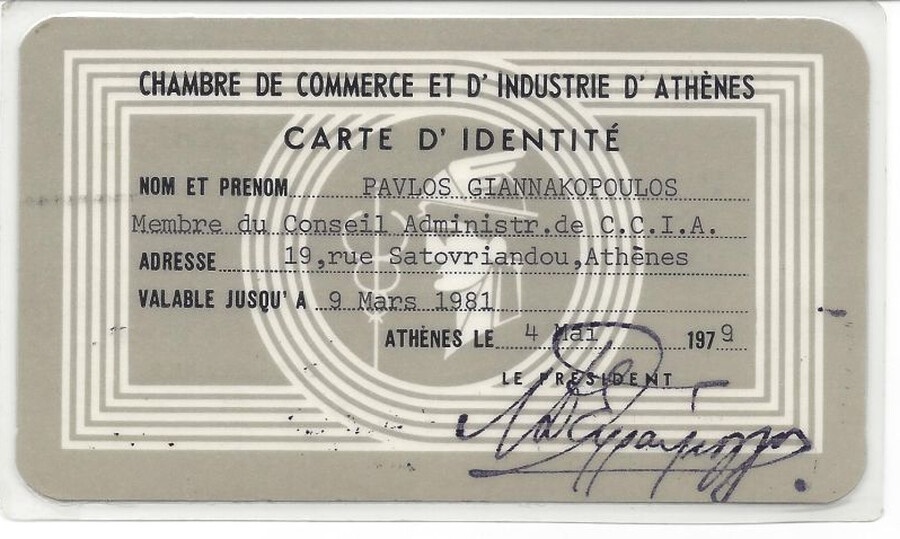 CHAMBRE DE COMMERCE ET D' INDUSTRIE D' ATHÈNES
CARTE D' IDENTITÉ
NOM ET PRENOM PAVLOS GIANNAKOPOULOS
Membre du Conseil Administr.de C.C.I.A.
ADRESSE 19,rue Satovriandou,Athènes
VALABLE JUSQU' A 9 Mars 1981
ATHÈNES LE 4 Mai 1979
LE PRESIDENT